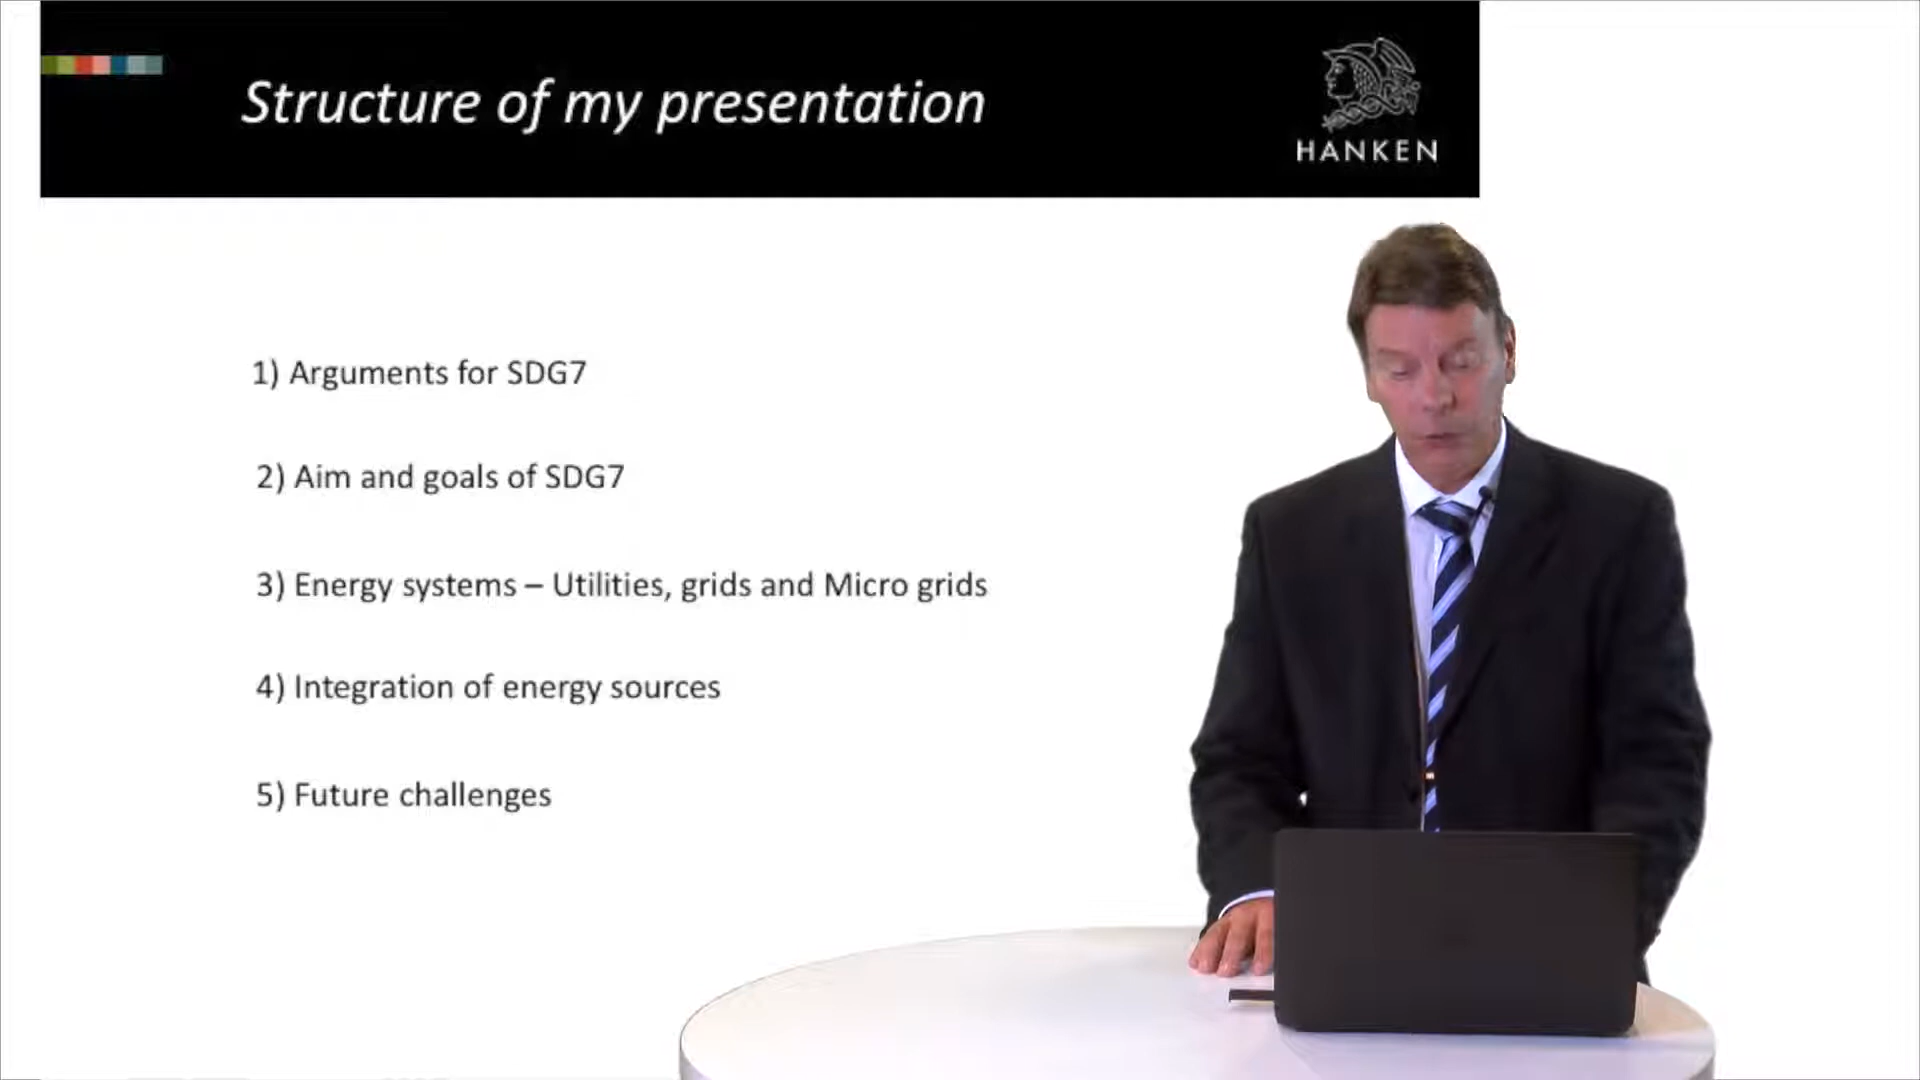 Structure of my presentation
HANKEN
1) Arguments for SDG7
2) Aim and goals of SDG7
3) Energy systems – Utilities, grids and Micro grids
4) Integration of energy sources
5) Future challenges